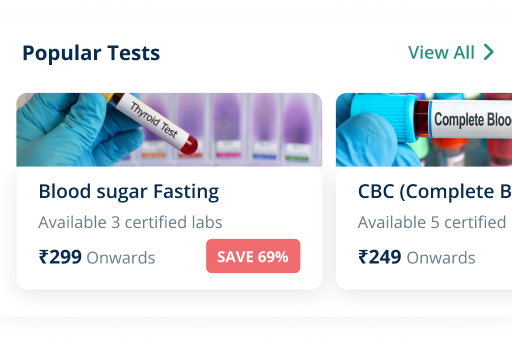 Popular Tests
View All
Thyroid Test
Complete
Blood sugar Fasting
Available 3 certified labs
₹299 Onwards
SAVE 69%
CBC (Complete
Available 5 certified
₹249 Onwards